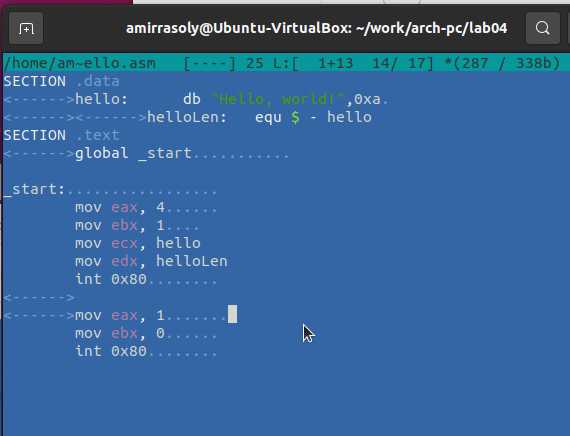 amirrasoly@Ubuntu-VirtualBox: ~/work/arch-pc/lab04
/home/am~ello.asm   [----] 25 L:[  1+13  14/ 17] *(287 / 338b)
SECTION .data
<------>hello:      db "Hello, world!",0xa.
<------><------>helloLen:   equ $ - hello
SECTION .text
<------>global _start...........
_start:.................
        mov eax, 4......
        mov ebx, 1....
        mov ecx, hello
        mov edx, helloLen
        int 0x80........
<------>
<------>mov eax, 1.......
        mov ebx, 0......
        int 0x80........